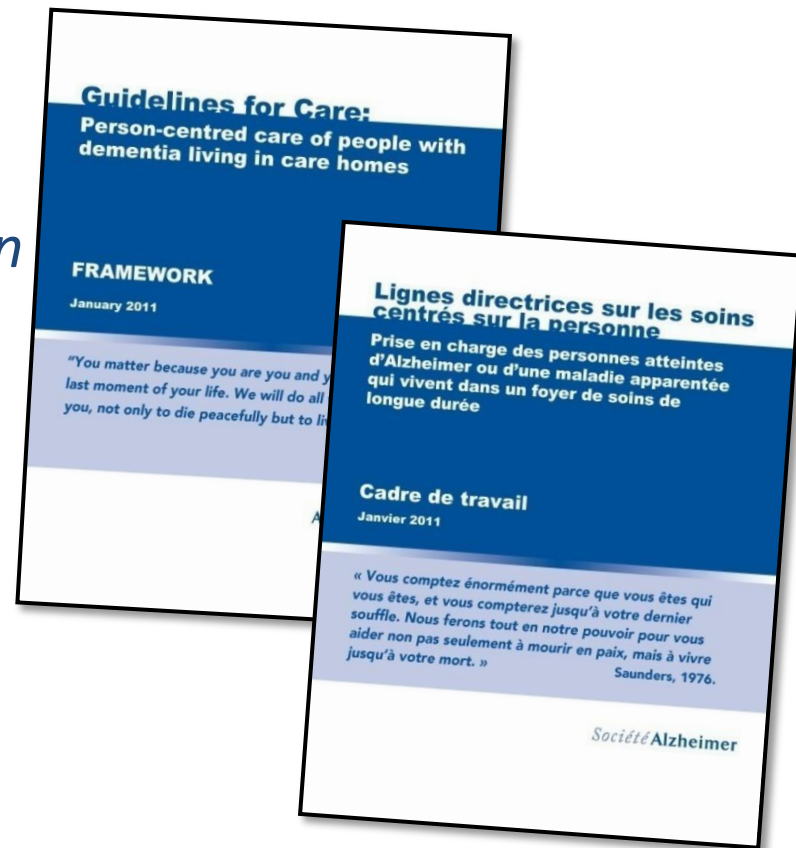 Guidelines for Care:
Person-centred care of people with
dementia living in care homes
FRAMEWORK
January 2011
"You matter because you are you and
last moment of your life. We will do all
you, not only to die peacefully but to
Lignes directrices sur les soins
centrés sur la personne
Prise en charge des personnes atteintes
d'Alzheimer ou d'une maladie apparentée
qui vivent dans un foyer de soins de
longue durée
Cadre de travail
Janvier 2011
« Vous comptez énormément parce que vous êtes qui
vous êtes, et vous compterez jusqu'à votre dernier
souffle. Nous ferons tout en notre pouvoir pour vous
aider non pas seulement à mourir en paix, mais à vivre
jusqu'à votre mort. »
Saunders, 1976.
Société Alzheimer